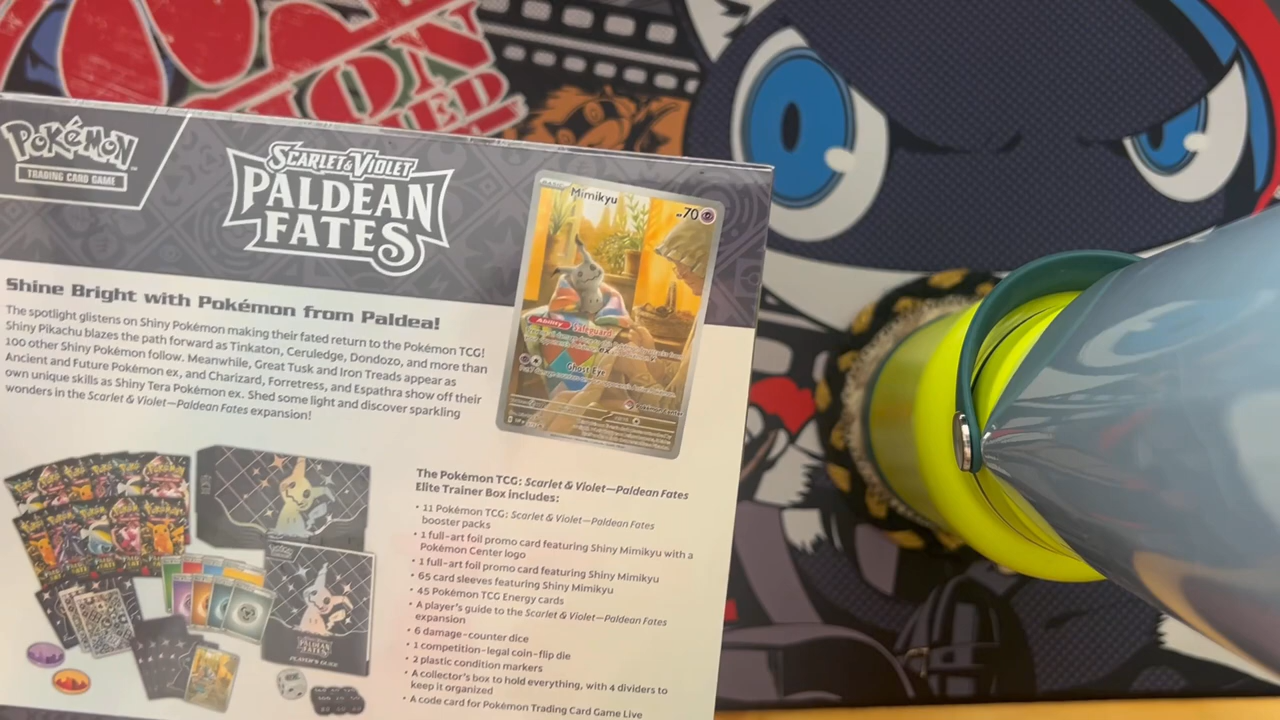 POKéMON
TRADING CARD GAME
SCARLET & VIOLET
PALDEAN
FATES
Mimikyu
HP70
Ability Safeguard
Ghost Eye
Pokémon Center
Shine Bright with Pokémon from Paldea!
The spotlight glistens on Shiny Pokémon making their fated return to the Pokémon TCG!
Shiny Pikachu blazes the path forward as Tinkaton, Ceruledge, Dondozo, and more than
100 other Shiny Pokémon follow. Meanwhile, Great Tusk and Iron Treads appear as
Ancient and Future Pokémon ex, and Charizard, Forretress, and Espathra show off their
own unique skills as Shiny Tera Pokémon ex. Shed some light and discover sparkling
wonders in the Scarlet & Violet—Paldean Fates expansion!
The Pokémon TCG: Scarlet & Violet—Paldean Fates
Elite Trainer Box includes:
• 11 Pokémon TCG: Scarlet & Violet—Paldean Fates
booster packs
• 1 full-art foil promo card featuring Shiny Mimikyu with a
Pokémon Center logo
• 1 full-art foil promo card featuring Shiny Mimikyu
• 65 card sleeves featuring Shiny Mimikyu
• 45 Pokémon TCG Energy cards
• A player's guide to the Scarlet & Violet—Paldean Fates
expansion
• 6 damage-counter dice
• 1 competition-legal coin-flip die
• 2 plastic condition markers
• A collector's box to hold everything, with 4 dividers to
keep it organized
• A code card for Pokémon Trading Card Game Live
PALDEAN
FATES
PLAYER'S GUIDE